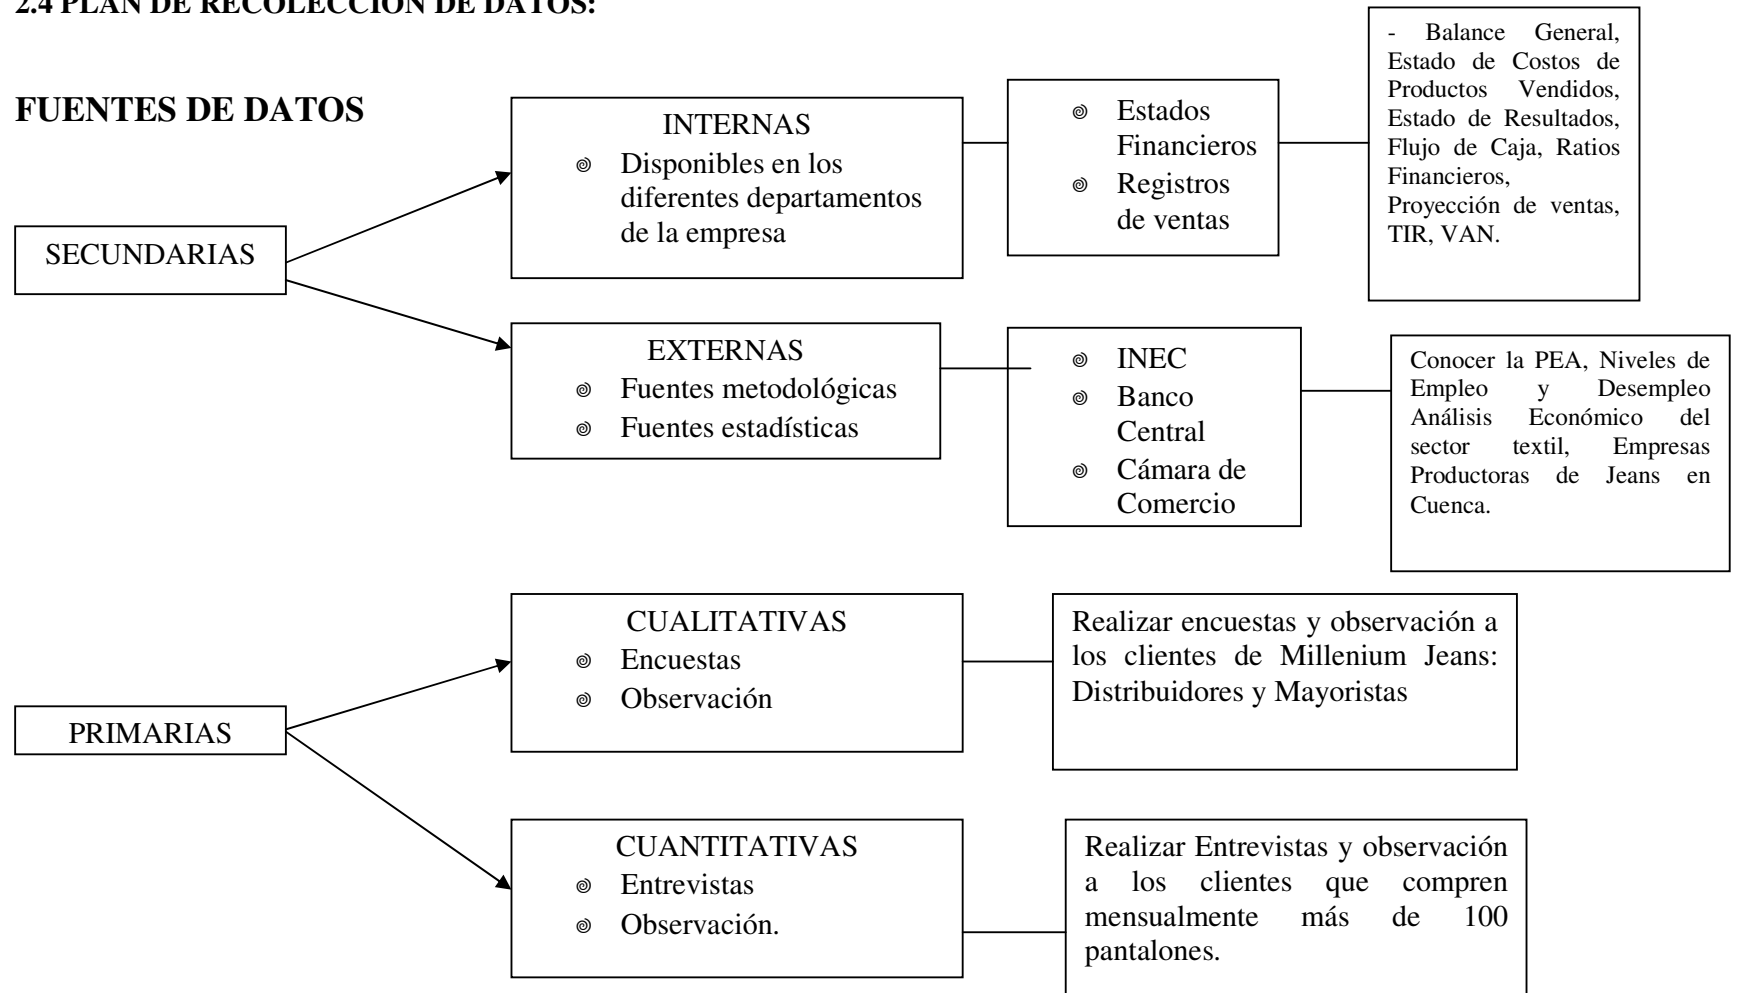 2.4 PLAN DE RECOLECCIÓN DE DATOS:
FUENTES DE DATOS
SECUNDARIAS
INTERNAS
Disponibles en los
diferentes departamentos
de la empresa
Estados
Financieros
Registros
de ventas
- Balance General,
Estado de Costos de
Productos Vendidos,
Estado de Resultados,
Flujo de Caja, Ratios
Financieros,
Proyección de ventas,
TIR, VAN.
EXTERNAS
Fuentes metodológicas
Fuentes estadísticas
INEC
Banco
Central
Cámara de
Comercio
Conocer la PEA, Niveles de
Empleo y Desempleo
Análisis Económico del
sector textil, Empresas
Productoras de Jeans en
Cuenca.
PRIMARIAS
CUALITATIVAS
Encuestas
Observación
Realizar encuestas y observación a
los clientes de Millenium Jeans:
Distribuidores y Mayoristas
CUANTITATIVAS
Entrevistas
Observación.
Realizar Entrevistas y observación
a los clientes que compren
mensualmente más de 100
pantalones.